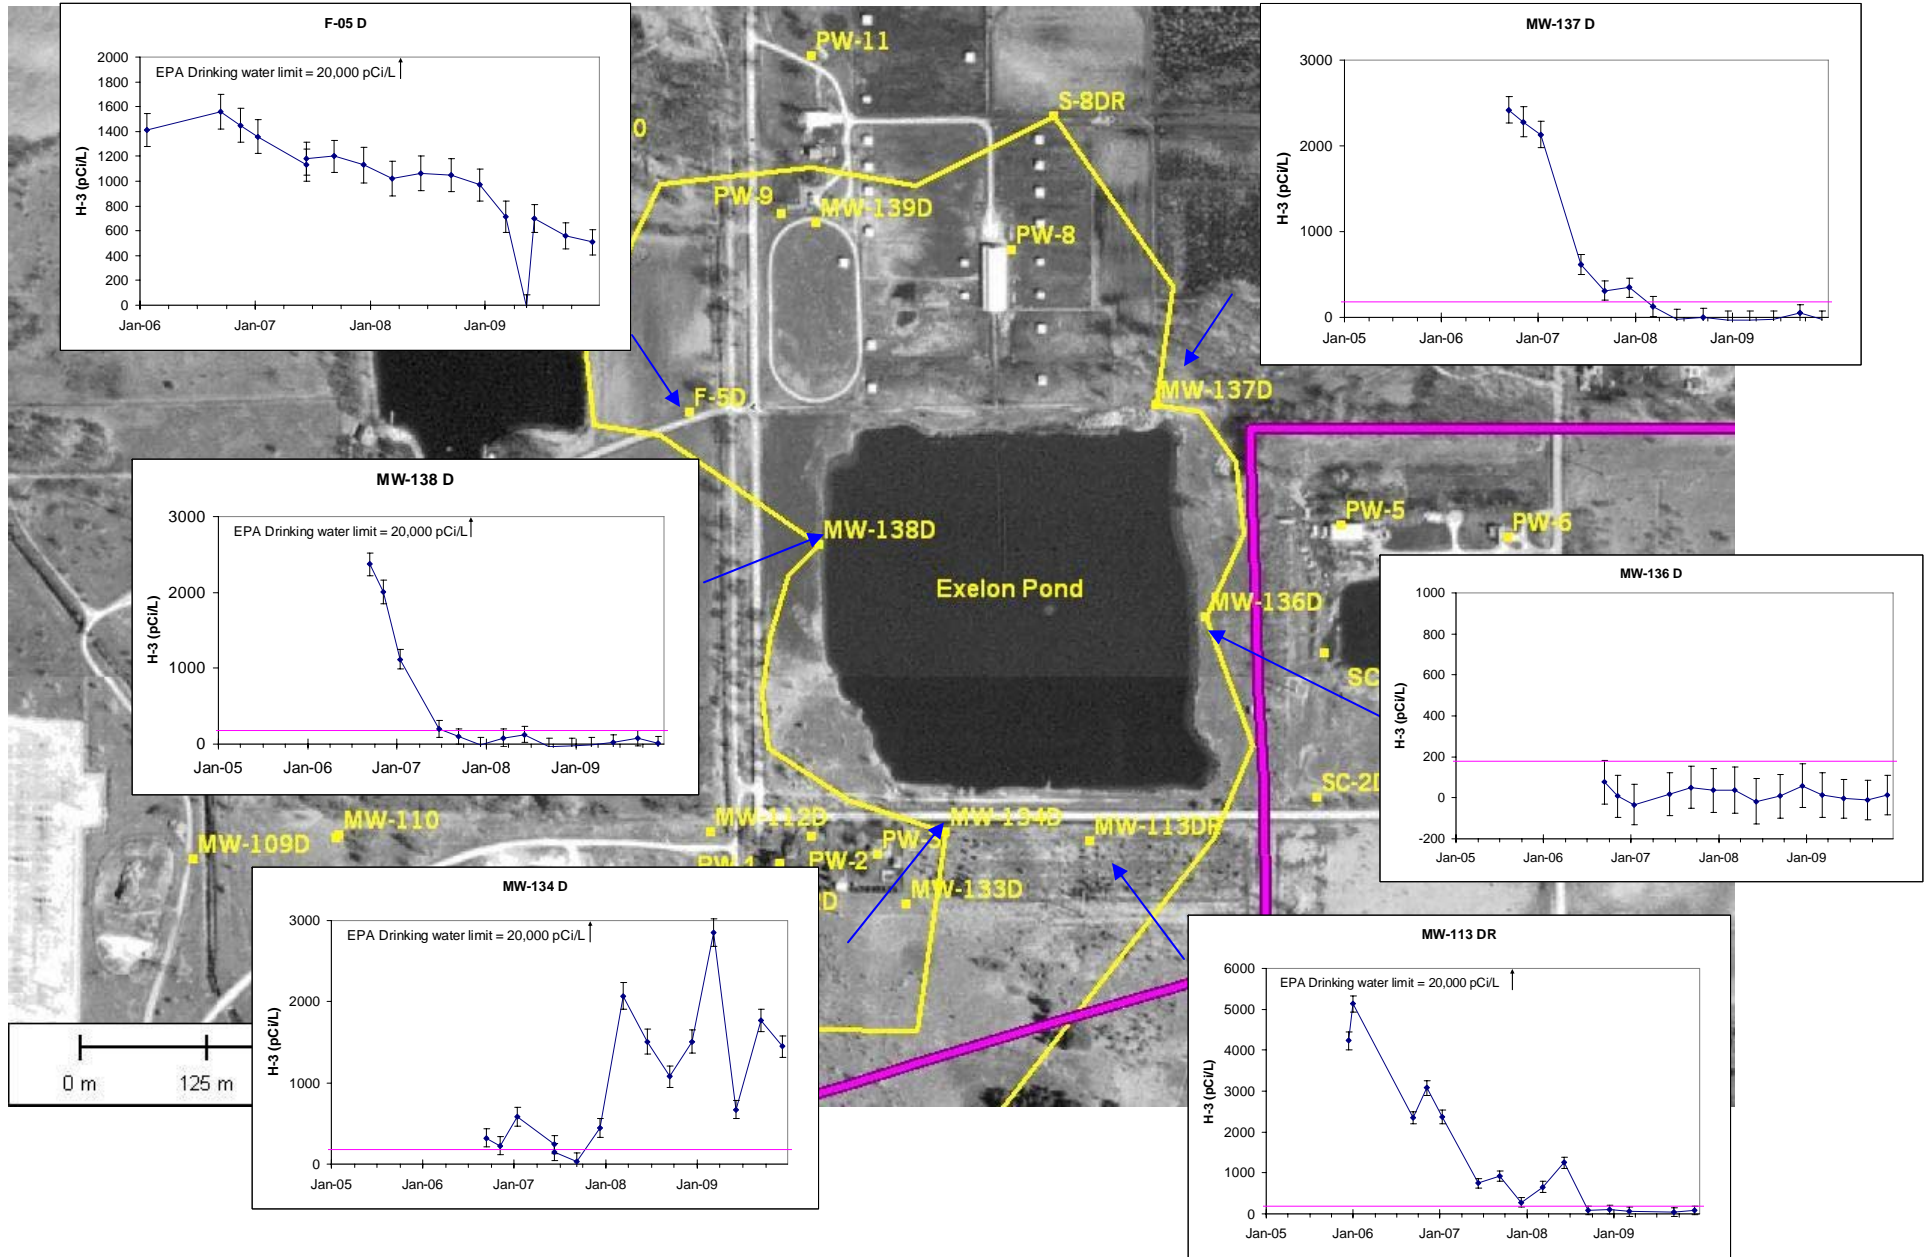 F-05 D
EPA Drinking water limit = 20,000 pCi/L
H-3 (pCi/L)
2000
1800
1600
1400
1200
1000
800
600
400
200
0
Jan-06 Jan-07 Jan-08 Jan-09
MW-137 D
H-3 (pCi/L)
3000
2000
1000
0
Jan-05 Jan-06 Jan-07 Jan-08 Jan-09
PW-11
S-8DR
0
PW-9
MW-139D
PW-8
F-5D
MW-137D
MW-138 D
EPA Drinking water limit = 20,000 pCi/L
H-3 (pCi/L)
3000
2000
1000
0
Jan-05 Jan-06 Jan-07 Jan-08 Jan-09
MW-138D
Exelon Pond
PW-5
PW-6
MW-136D
SC
MW-136 D
H-3 (pCi/L)
1000
800
600
400
200
0
-200
Jan-05 Jan-06 Jan-07 Jan-08 Jan-09
SC-2D
MW-109D
MW-110
MW-112D
PW-1
PW-2
PW-
MW-134D
MW-113DR
MW-133D
D
MW-134 D
EPA Drinking water limit = 20,000 pCi/L
H-3 (pCi/L)
3000
2000
1000
0
Jan-05 Jan-06 Jan-07 Jan-08 Jan-09
MW-113 DR
EPA Drinking water limit = 20,000 pCi/L
H-3 (pCi/L)
6000
5000
4000
3000
2000
1000
0
Jan-05 Jan-06 Jan-07 Jan-08 Jan-09
0 m 125 m